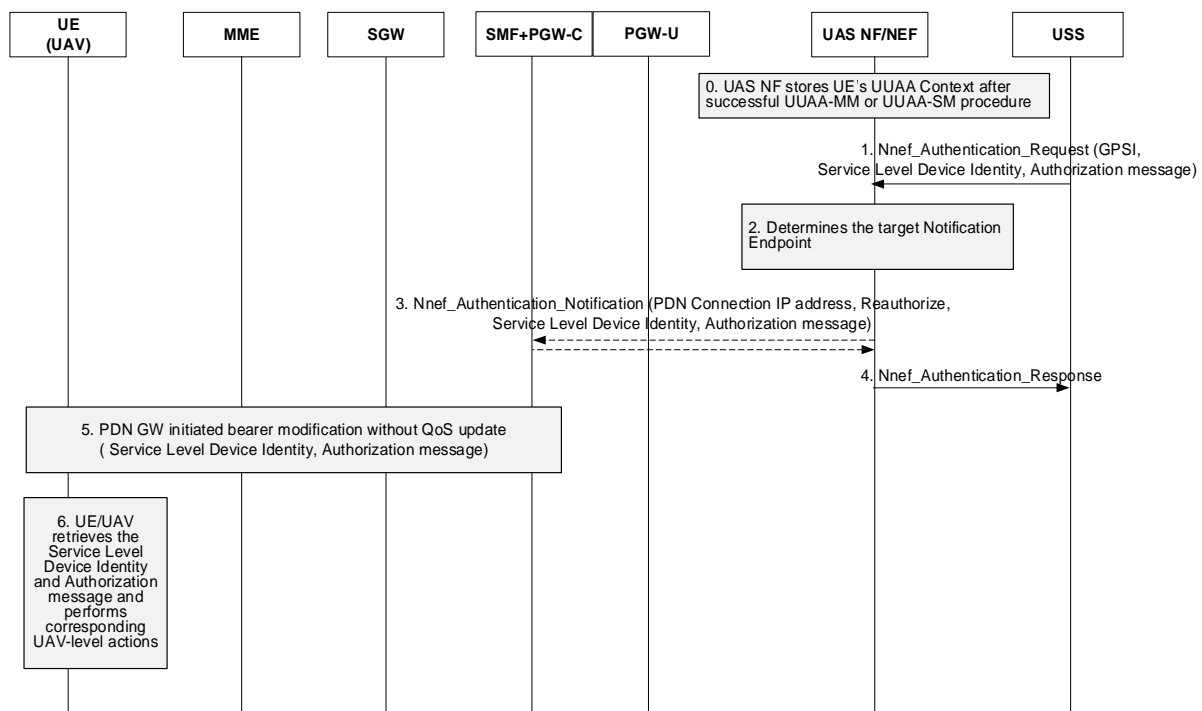 UE
(UAV)
MME
SGW
SMF+PGW-C
PGW-U
UAS NF/NEF
USS
0. UAS NF stores UE's UUAA Context after
successful UUAA-MM or UUAA-SM procedure
1. Nnef_Authentication_Request (GPSI,
Service Level Device Identity, Authorization message)
2. Determines the target Notification
Endpoint
3. Nnef_Authentication_Notification (PDN Connection IP address, Reauthorize,
Service Level Device Identity, Authorization message)
4. Nnef_Authentication_Response
5. PDN GW initiated bearer modification without QoS update
( Service Level Device Identity, Authorization message)
6. UE/UAV
retrieves the
Service Level
Device Identity
and Authorization
message and
performs
corresponding
UAV-level actions